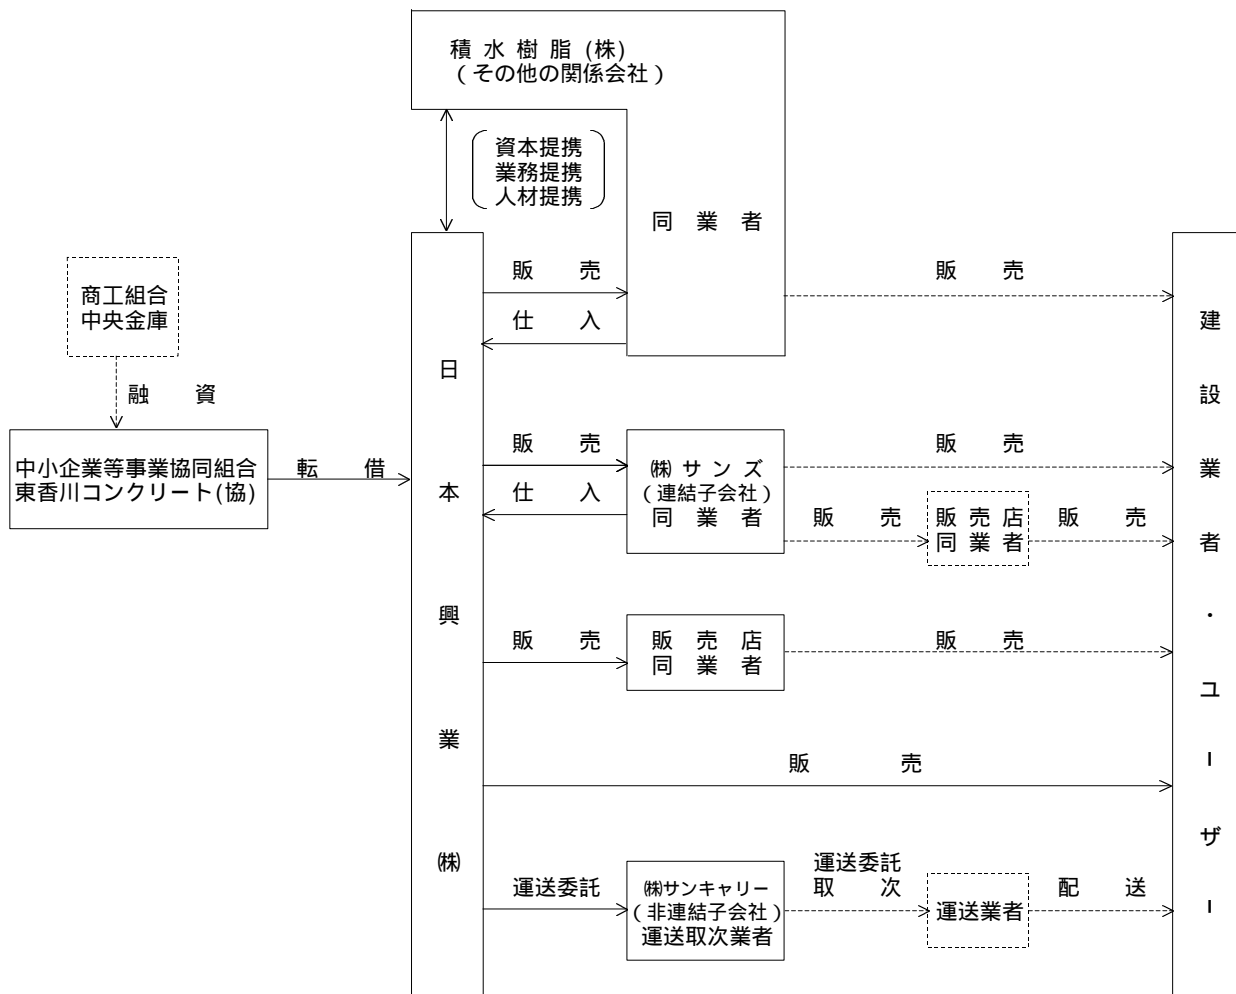 積水樹脂(株)
(その他の関係会社)
資本提携
業務提携
人材提携
同業者
販売
仕入
販売
商工組合
中央金庫
融資
中小企業等事業協同組合
東香川コンクリート(協)
転借
日本興業㈱
販売
仕入
㈱サンズ
(連結子会社)
同業者
販売
販売
販売店
同業者
販売
販売
販売店
同業者
販売
販売
運送委託
㈱サンキャリー
(非連結子会社)
運送取次業者
運送委託
取次
運送業者
配送
建設業者・ユーザー